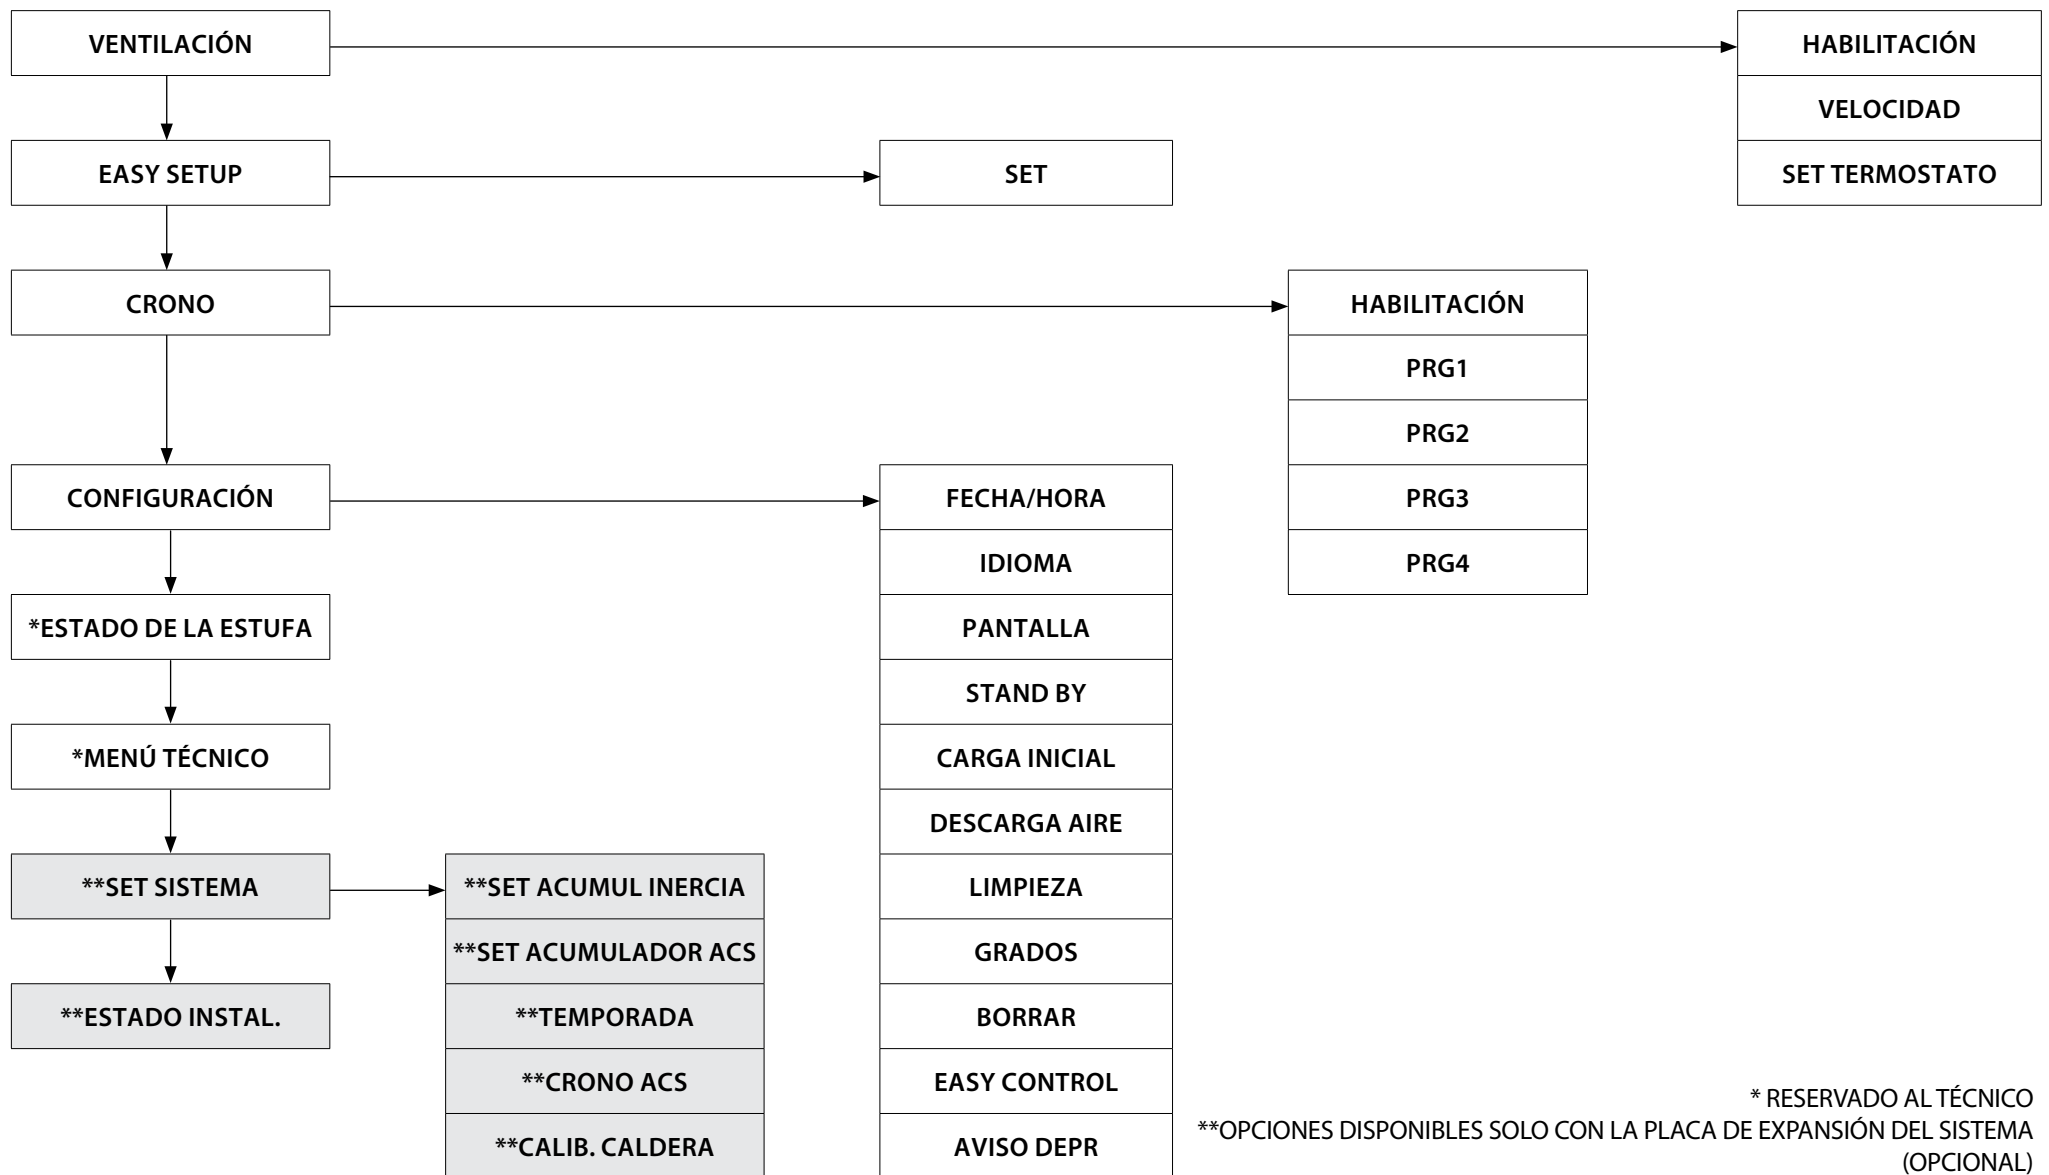 VENTILACIÓN
HABILITACIÓN
VELOCIDAD
SET TERMOSTATO
EASY SETUP
SET
CRONO
HABILITACIÓN
PRG1
PRG2
PRG3
PRG4
CONFIGURACIÓN
FECHA/HORA
IDIOMA
PANTALLA
STAND BY
CARGA INICIAL
DESCARGA AIRE
LIMPIEZA
GRADOS
BORRAR
EASY CONTROL
AVISO DEPR
*ESTADO DE LA ESTUFA
*MENÚ TÉCNICO
**SET SISTEMA
**SET ACUMUL INERCIA
**SET ACUMULADOR ACS
**TEMPORADA
**CRONO ACS
**CALIB. CALDERA
**ESTADO INSTAL.
* RESERVADO AL TÉCNICO
**OPCIONES DISPONIBLES SOLO CON LA PLACA DE EXPANSIÓN DEL SISTEMA
(OPCIONAL)